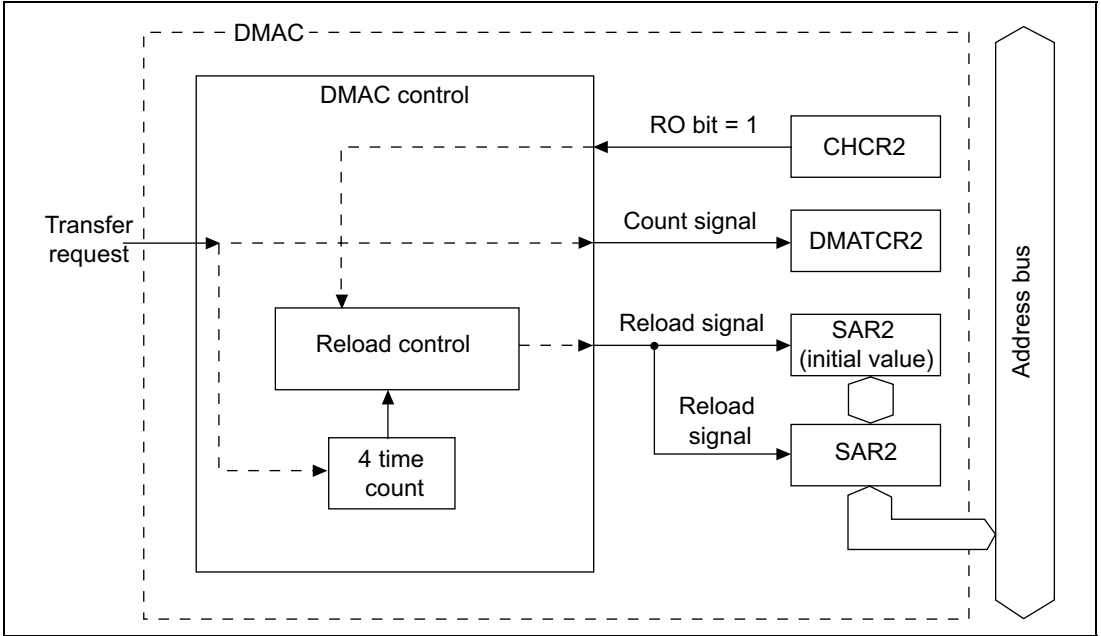 DMAC
DMAC control
RO bit = 1
CHCR2
Transfer
request
Count signal
DMATCR2
Reload control
Reload signal
SAR2
(initial value)
Reload
signal
SAR2
4 time
count
Address bus